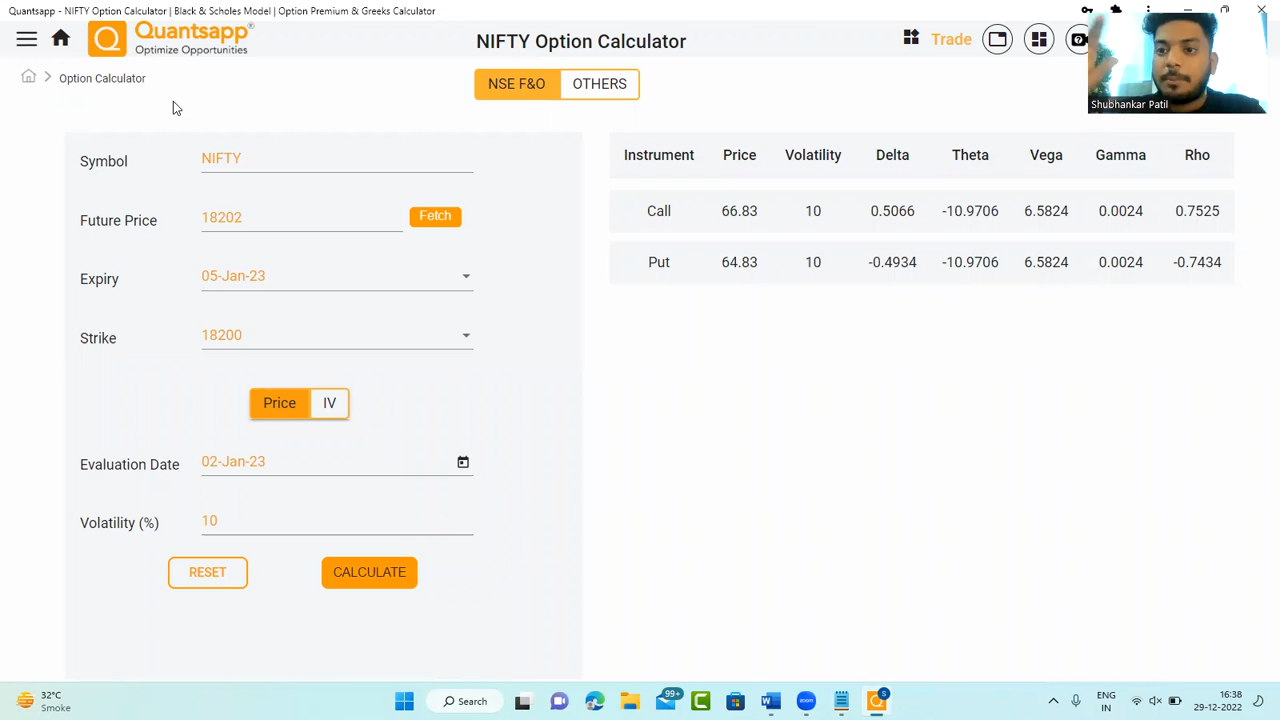 Quantsapp - NIFTY Option Calculator | Black & Scholes Model | Option Premium & Greeks Calculator
Quantsapp®
Optimize Opportunities
NIFTY Option Calculator
Trade
Option Calculator
NSE F&O OTHERS
Shubhankar Patil
Symbol NIFTY
Future Price 18202 Fetch
Expiry 05-Jan-23
Strike 18200
Price IV
Evaluation Date 02-Jan-23
Volatility (%) 10
RESET CALCULATE
Instrument Price Volatility Delta Theta Vega Gamma Rho
Call 66.83 10 0.5066 -10.9706 6.5824 0.0024 0.7525
Put 64.83 10 -0.4934 -10.9706 6.5824 0.0024 -0.7434
32°C
Smoke
Search
99+
S
ENG
IN
16:38
29-12-2022